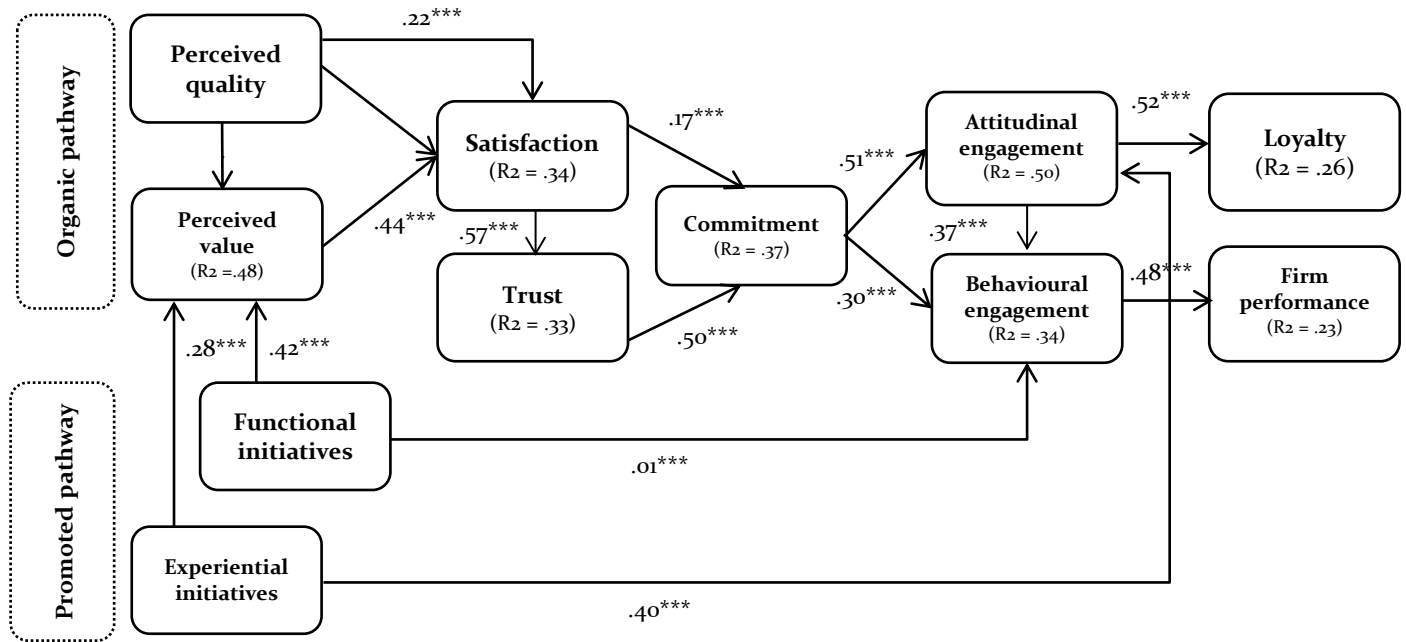 Organic pathway
Promoted pathway
Perceived
quality
.22***
Satisfaction
(R2 = .34)
.17***
Attitudinal
engagement
(R2 = .50)
.52***
Loyalty
(R2 = .26)
Perceived
value
(R2 =.48)
.44***
.57***
Commitment
(R2 = .37)
.51***
.37***
.30***
Trust
(R2 = .33)
.50***
Behavioural
engagement
(R2 = .34)
.48***
Firm
performance
(R2 = .23)
.28***
.42***
Functional
initiatives
.01***
Experiential
initiatives
.40***